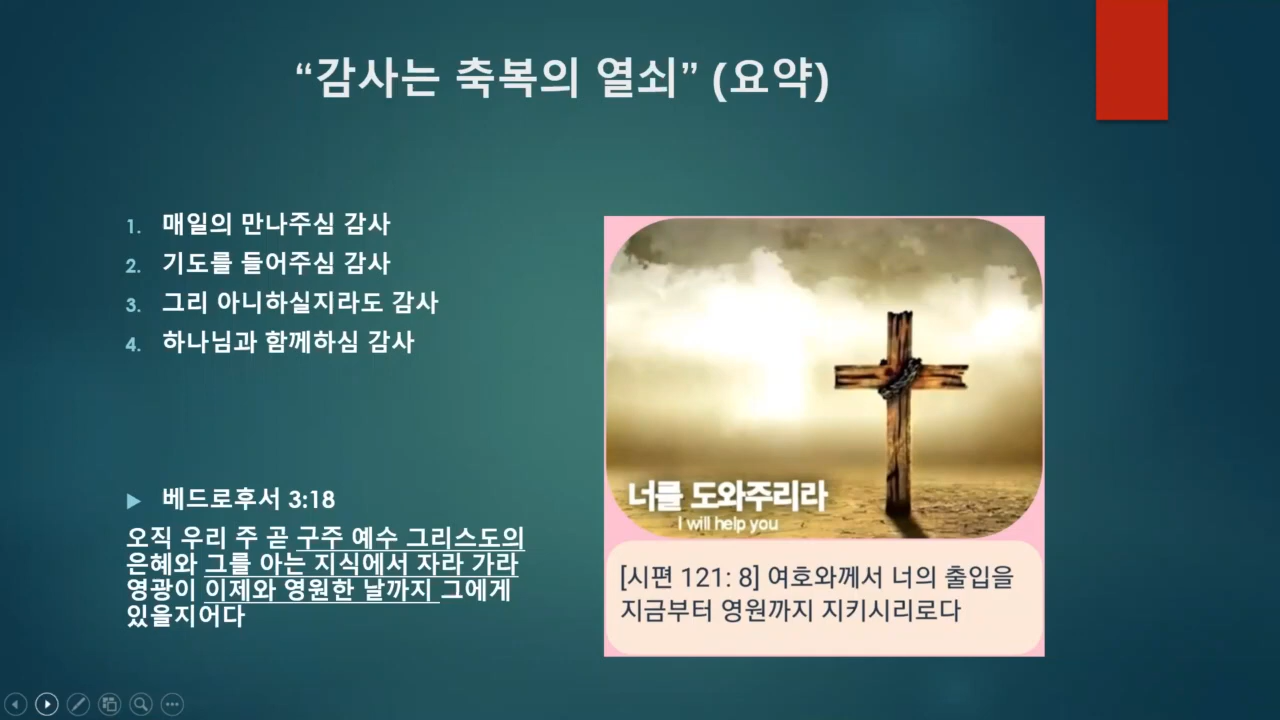 “감사는 축복의 열쇠” (요약)
1. 매일의 만나주심 감사
2. 기도를 들어주심 감사
3. 그리 아니하실지라도 감사
4. 하나님과 함께하심 감사
베드로후서 3:18
오직 우리 주 곧 구주 예수 그리스도의
은혜와 그를 아는 지식에서 자라 가라
영광이 이제와 영원한 날까지 그에게
있을지어다
너를 도와주리라
I will help you
[시편 121: 8] 여호와께서 너의 출입을
지금부터 영원까지 지키시리로다